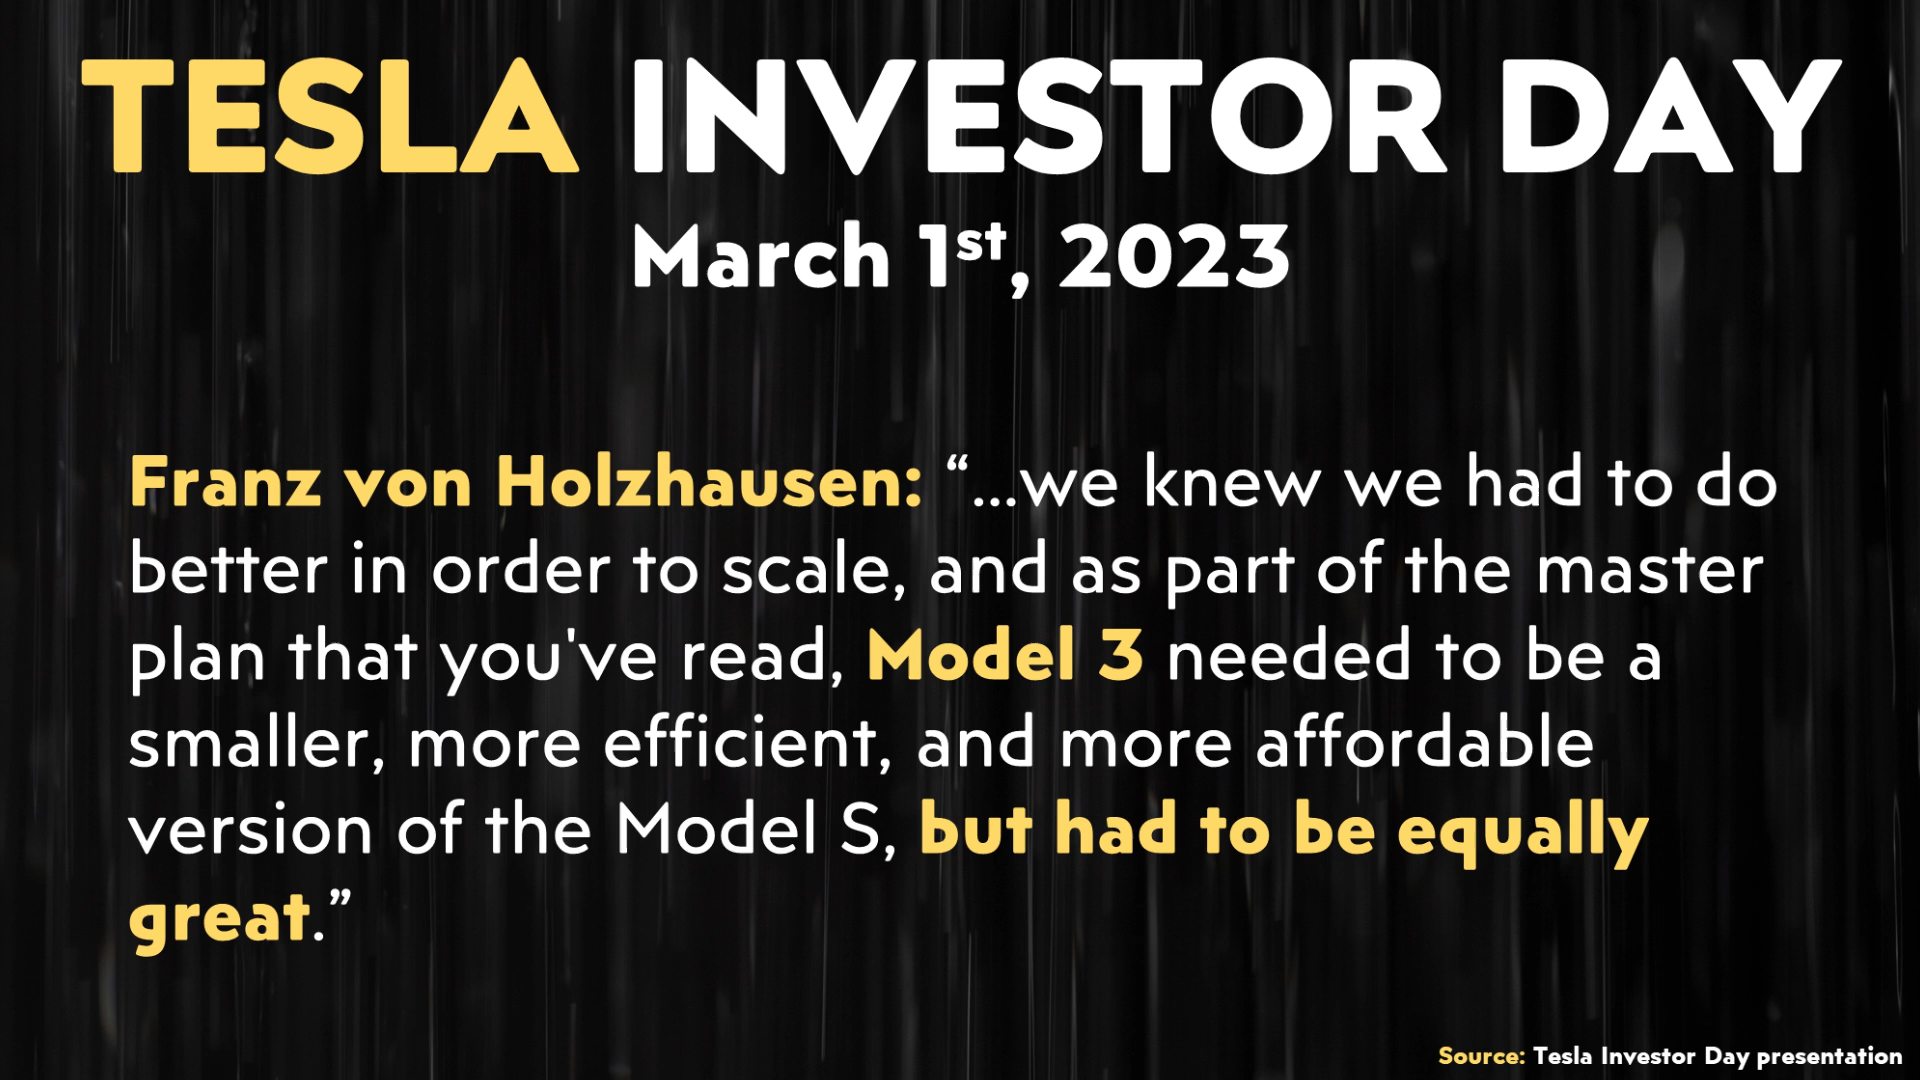 TESLA INVESTOR DAY
March 1st, 2023
Franz von Holzhausen: “...we knew we had to do
better in order to scale, and as part of the master
plan that you've read, Model 3 needed to be a
smaller, more efficient, and more affordable
version of the Model S, but had to be equally
great.”
Source: Tesla Investor Day presentation